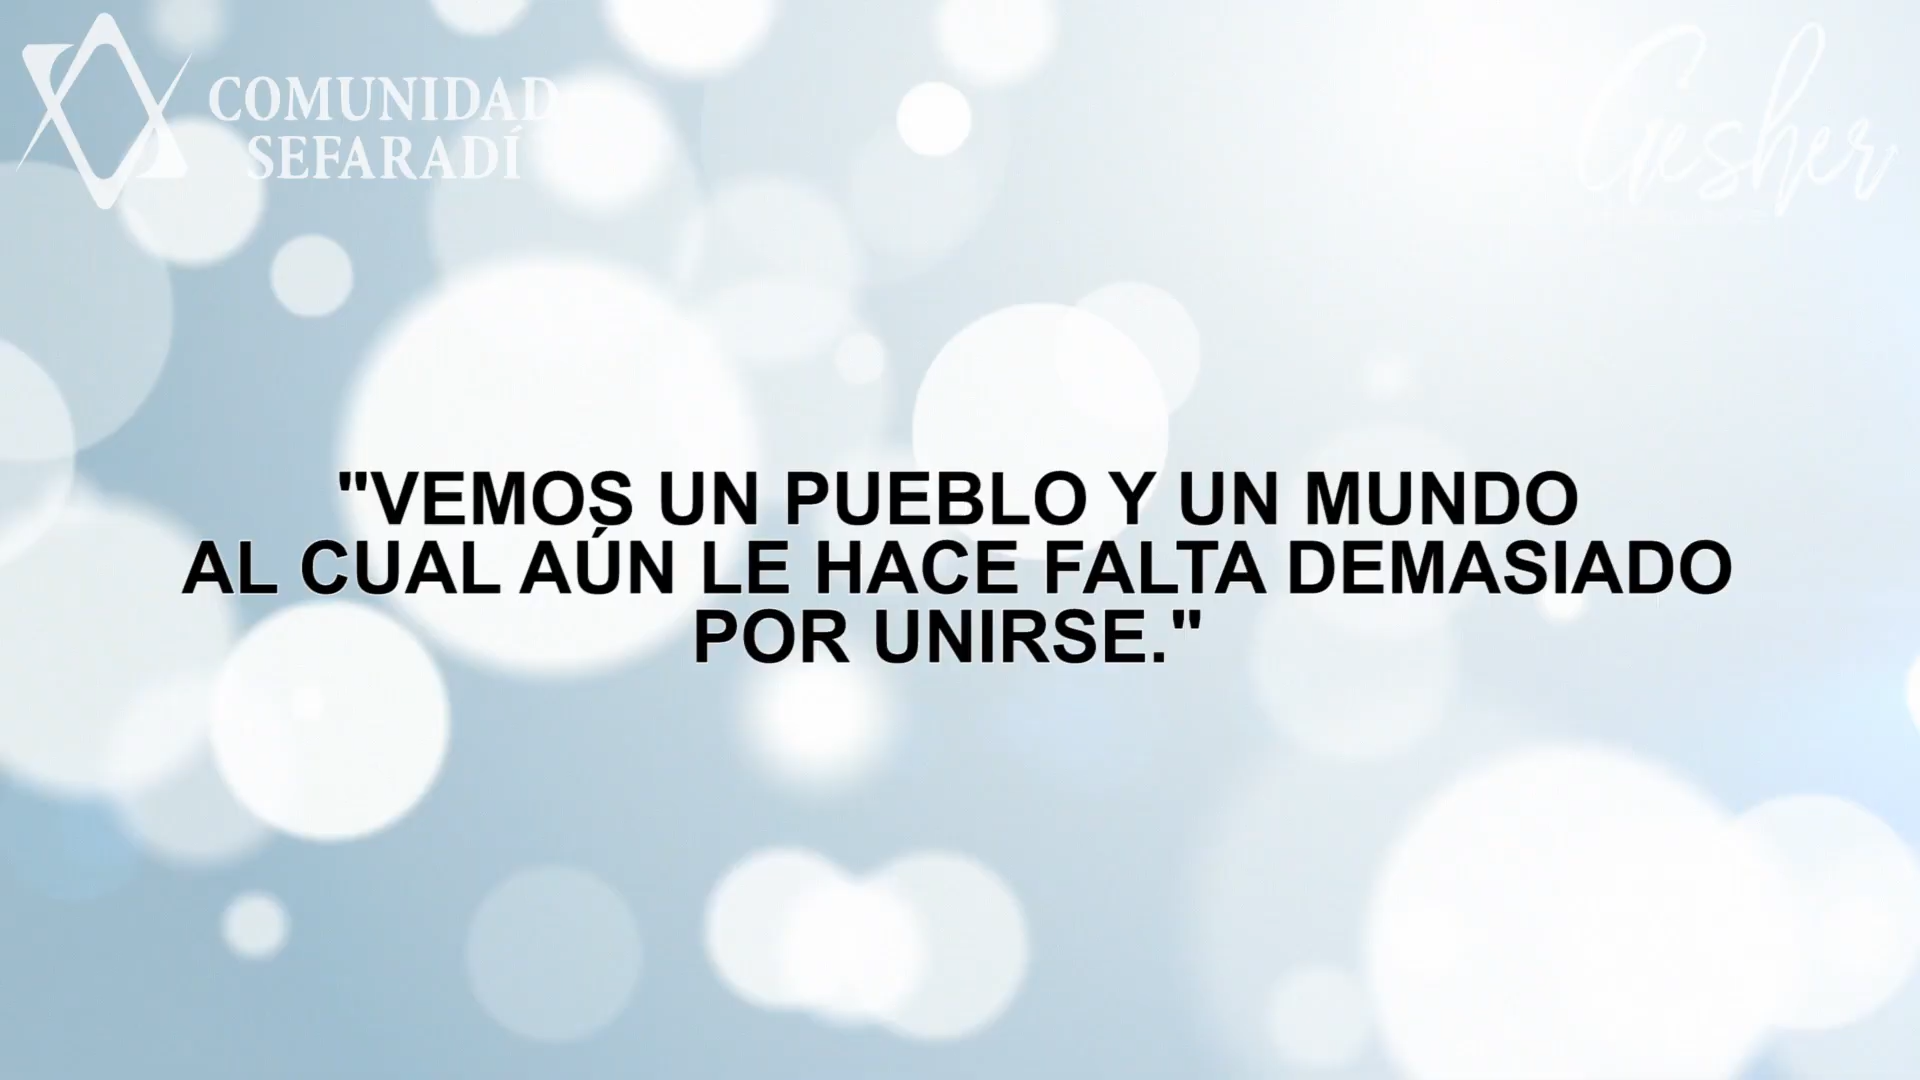 COMUNIDAD
SEFARADÍ
Gesher
"VEMOS UN PUEBLO Y UN MUNDO
AL CUAL AÚN LE HACE FALTA DEMASIADO
POR UNIRSE."